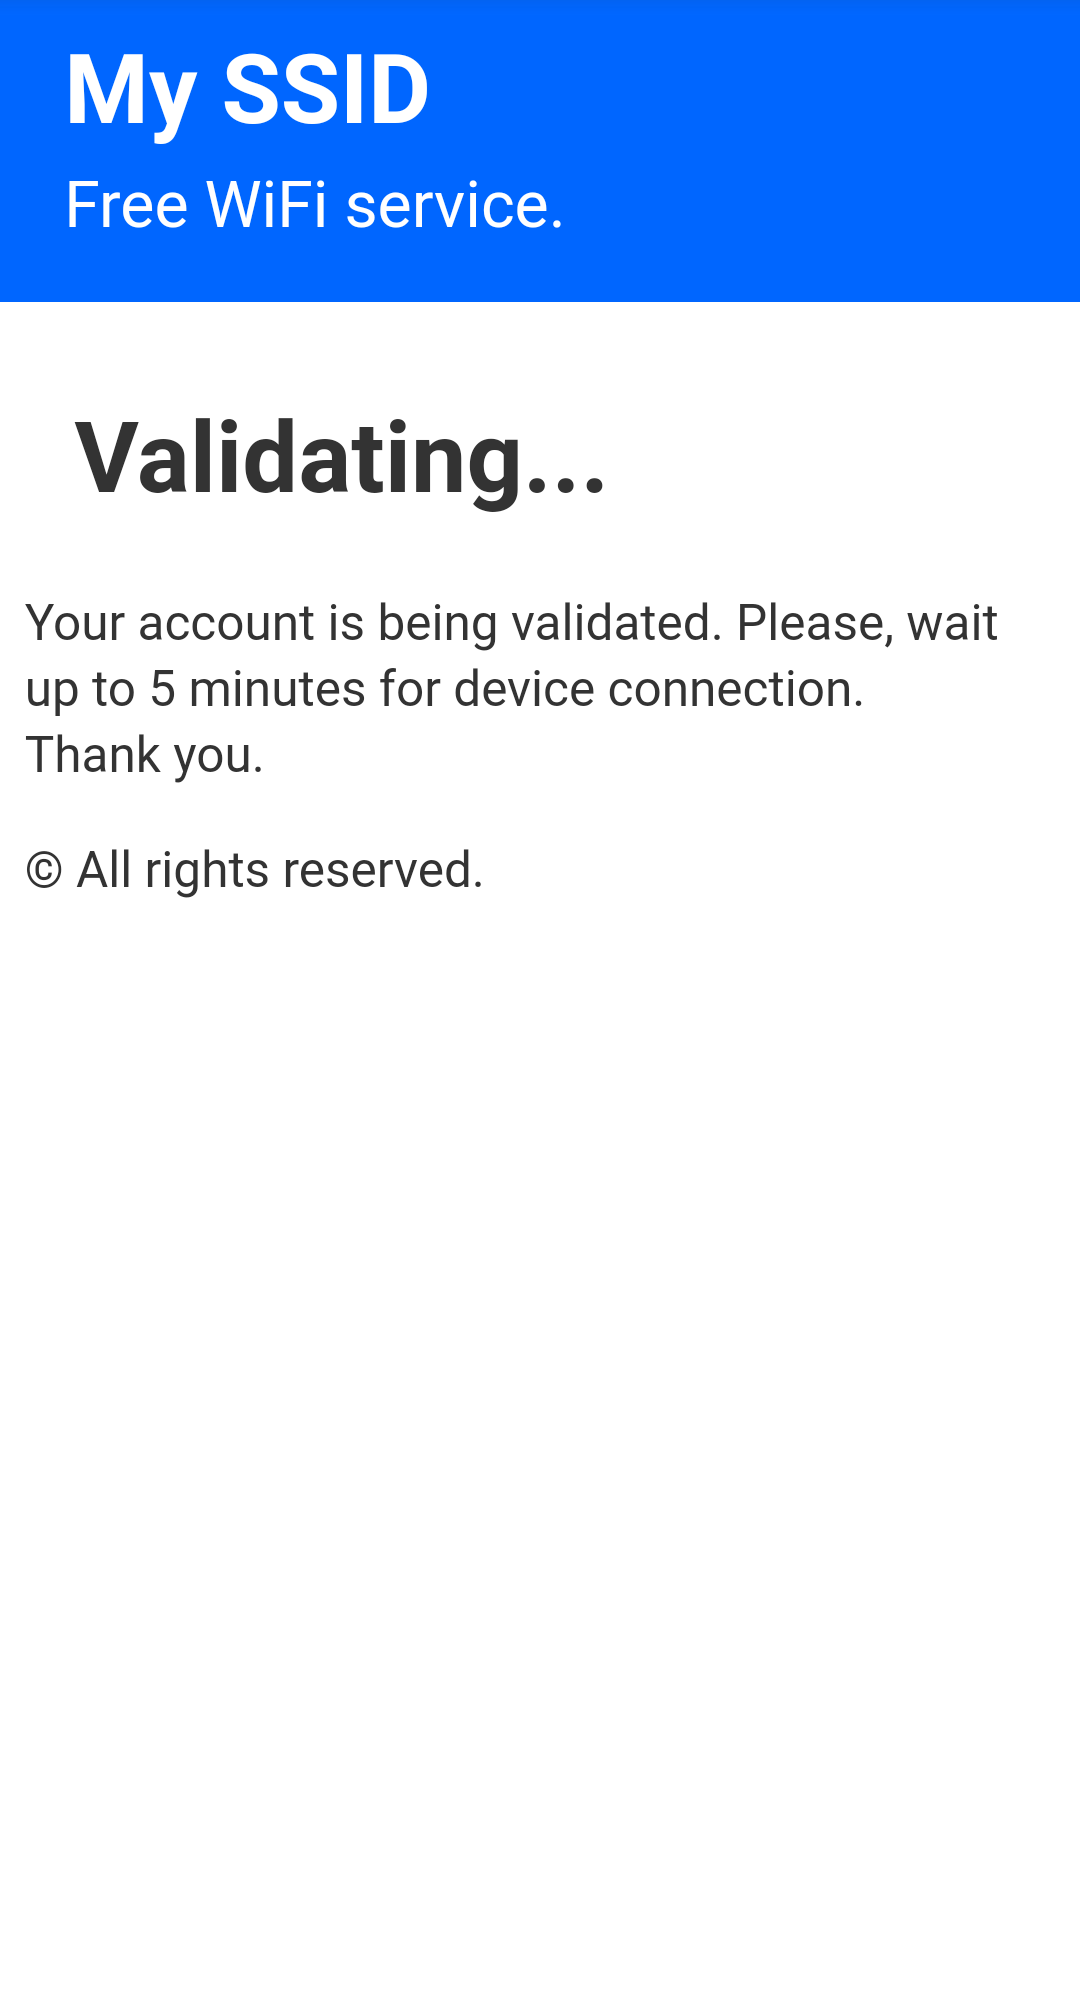 My SSID
Free WiFi service.
Validating...
Your account is being validated. Please, wait
up to 5 minutes for device connection.
Thank you.
© All rights reserved.